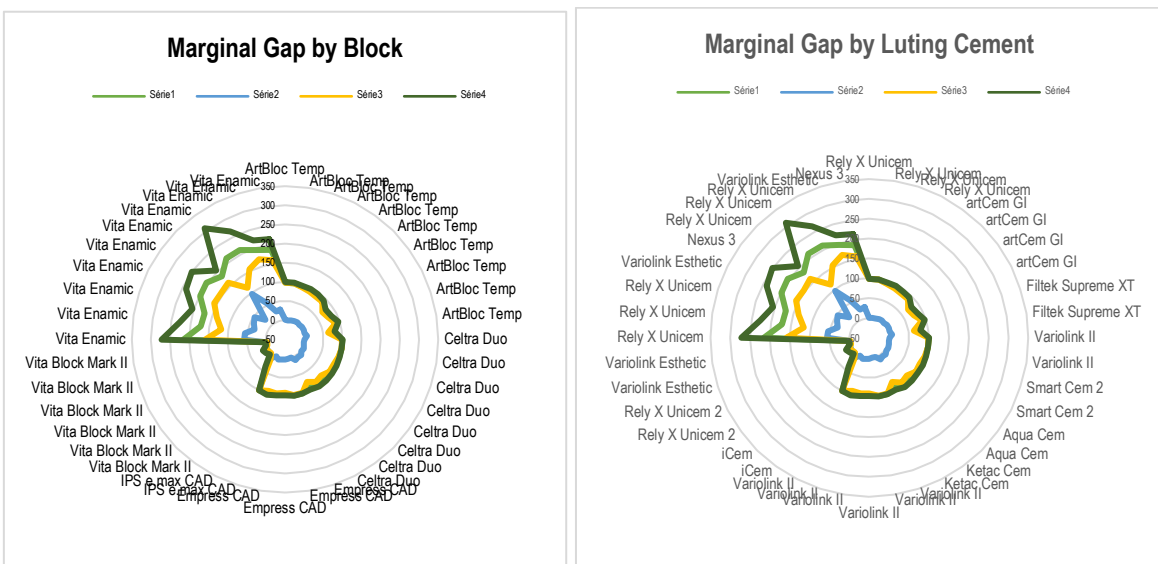 Marginal Gap by Block
Série1 Série2 Série3 Série4
ArtBloc Temp
ArtBloc Temp
ArtBloc Temp
ArtBloc Temp
ArtBloc Temp
ArtBloc Temp
ArtBloc Temp
ArtBloc Temp
ArtBloc Temp
ArtBloc Temp
Celtra Duo
Celtra Duo
Celtra Duo
Celtra Duo
Celtra Duo
Celtra Duo
Celtra Duo
Celtra Duo
Empress CAD
Empress CAD
Empress CAD
Empress CAD
IPS e.max CAD
IPS e.max CAD
Vita Block Mark II
Vita Block Mark II
Vita Block Mark II
Vita Block Mark II
Vita Block Mark II
Vita Block Mark II
Vita Enamic
Vita Enamic
Vita Enamic
Vita Enamic
Vita Enamic
Vita Enamic
Vita Enamic
Vita Enamic
Vita Enamic
Vita Enamic
350
300
250
200
150
100
50
0
-50
Marginal Gap by Luting Cement
Série1 Série2 Série3 Série4
Rely X Unicem
Rely X Unicem
Rely X Unicem
Rely X Unicem
artCem GI
artCem GI
artCem GI
artCem GI
Filtek Supreme XT
Filtek Supreme XT
Variolink II
Variolink II
Smart Cem 2
Smart Cem 2
Aqua Cem
Aqua Cem
Ketac Cem
Ketac Cem
Variolink II
Variolink II
Variolink II
Variolink II
Variolink II
Variolink II
iCem
iCem
Rely X Unicem 2
Rely X Unicem 2
Variolink Esthetic
Variolink Esthetic
Rely X Unicem
Rely X Unicem
Rely X Unicem
Variolink Esthetic
Nexus 3
Rely X Unicem
Rely X Unicem
Rely X Unicem
Variolink Esthetic
Nexus 3
350
300
250
200
150
100
50
0
-50